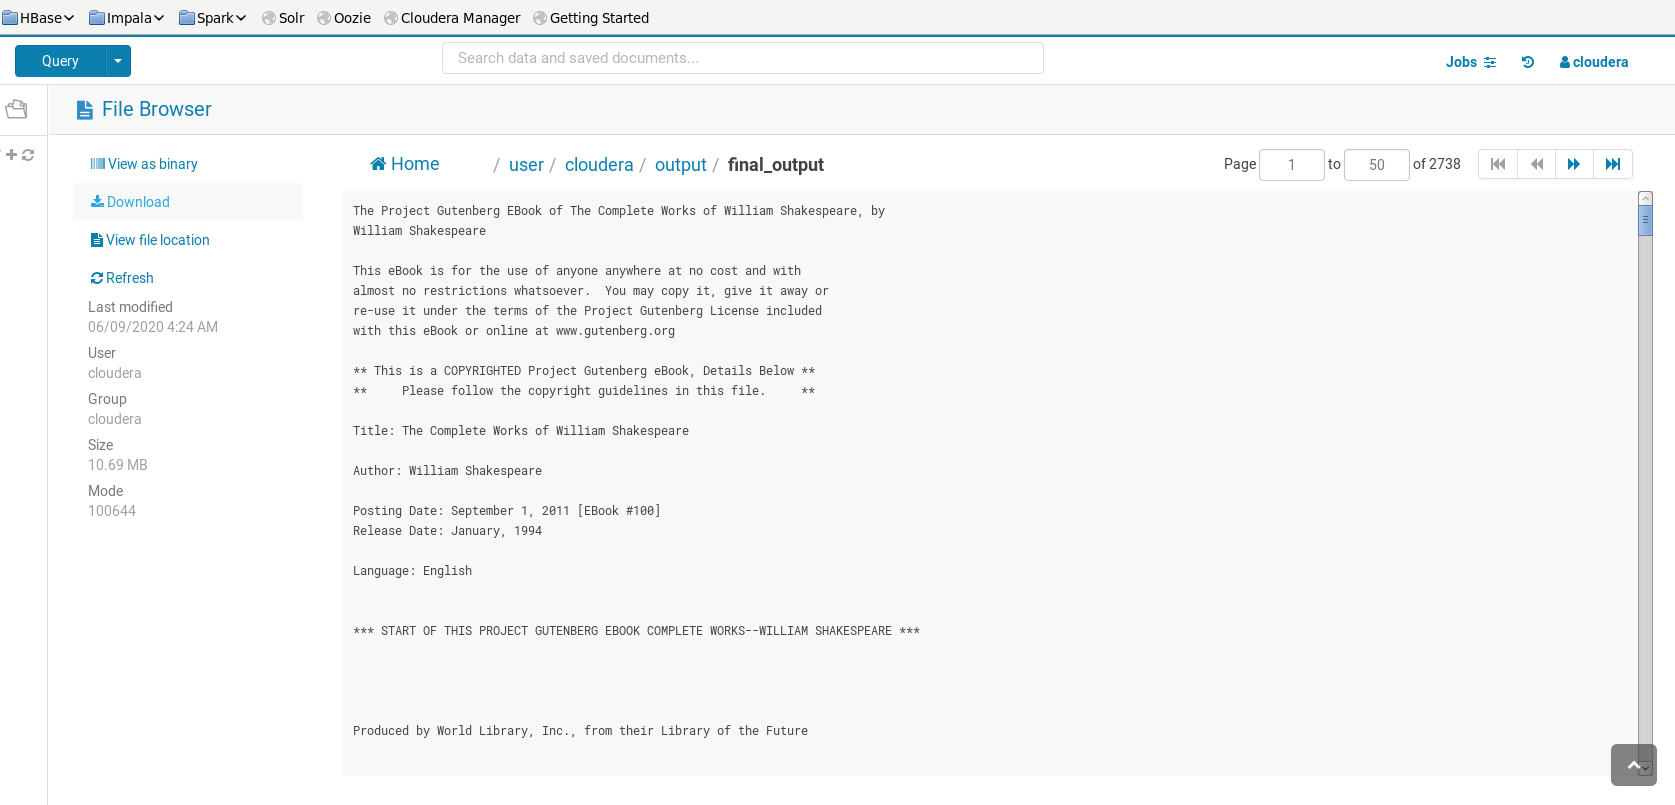 HBase Impala Spark Solr Oozie Cloudera Manager Getting Started
Query Search data and saved documents... Jobs cloudera
File Browser
View as binary
Download
View file location
Refresh
Last modified
06/09/2020 4:24 AM
User
cloudera
Group
cloudera
Size
10.69 MB
Mode
100644
Home / user / cloudera / output / final_output
Page 1 to 50 of 2738
The Project Gutenberg EBook of The Complete Works of William Shakespeare, by
William Shakespeare
This eBook is for the use of anyone anywhere at no cost and with
almost no restrictions whatsoever.  You may copy it, give it away or
re-use it under the terms of the Project Gutenberg License included
with this eBook or online at www.gutenberg.org
** This is a COPYRIGHTED Project Gutenberg eBook, Details Below **
**     Please follow the copyright guidelines in this file.     **
Title: The Complete Works of William Shakespeare
Author: William Shakespeare
Posting Date: September 1, 2011 [EBook #100]
Release Date: January, 1994
Language: English
*** START OF THIS PROJECT GUTENBERG EBOOK COMPLETE WORKS--WILLIAM SHAKESPEARE ***
Produced by World Library, Inc., from their Library of the Future